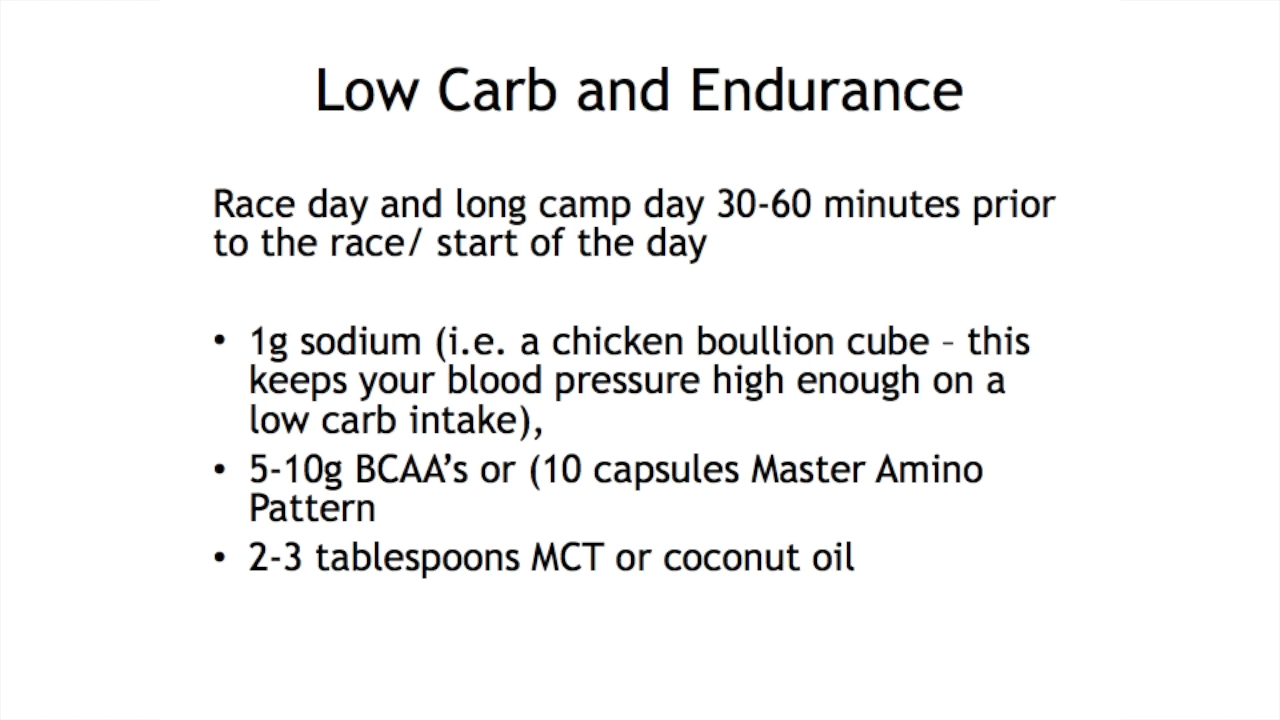 Low Carb and Endurance
Race day and long camp day 30-60 minutes prior
to the race/ start of the day
• 1g sodium (i.e. a chicken boullion cube – this
keeps your blood pressure high enough on a
low carb intake),
• 5-10g BCAA’s or (10 capsules Master Amino
Pattern
• 2-3 tablespoons MCT or coconut oil